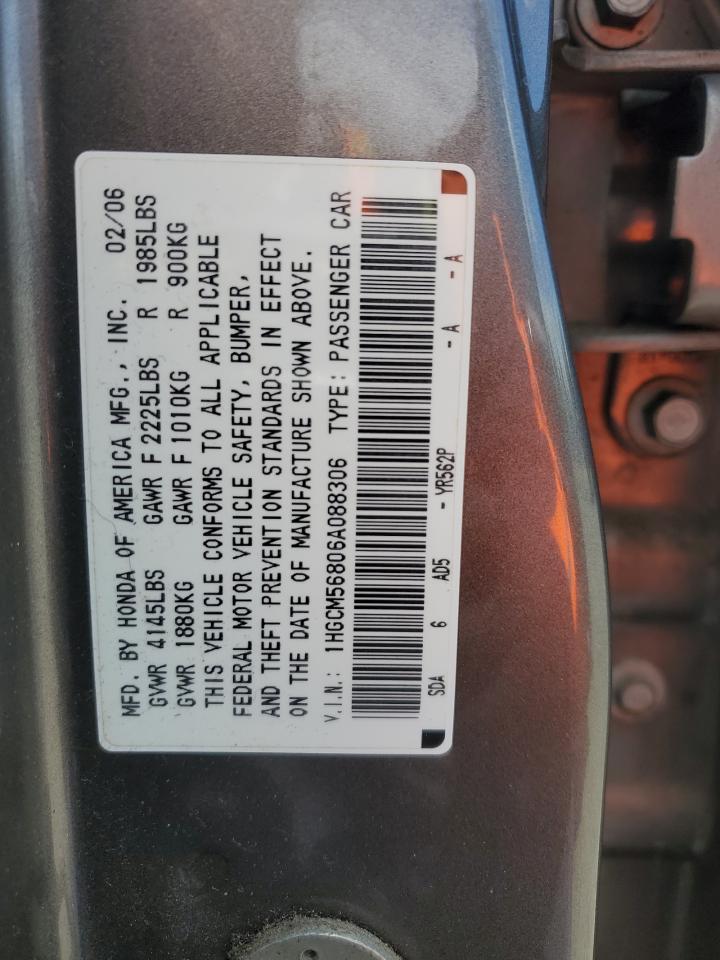 MFD. BY HONDA OF AMERICA MFG., INC. 02/06
GVWR 4145LBS GAWR F 2225LBS R 1985LBS
GVWR 1880KG GAWR F 1010KG R 900KG
THIS VEHICLE CONFORMS TO ALL APPLICABLE
FEDERAL MOTOR VEHICLE SAFETY, BUMPER,
AND THEFT PREVENTION STANDARDS IN EFFECT
ON THE DATE OF MANUFACTURE SHOWN ABOVE.
V.I.N.: 1HGCM56806A088306 TYPE: PASSENGER CAR
SDA 6 AD5 - YR562P - A - A